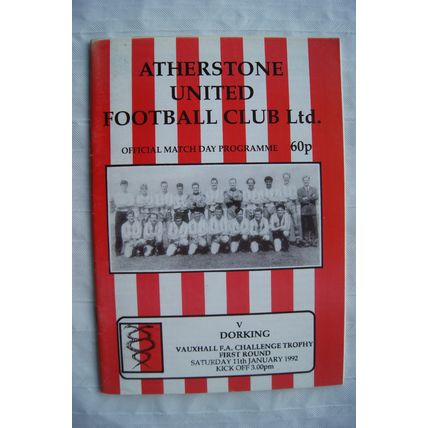 ATHERSTONE
UNITED
FOOTBALL CLUB Ltd.
OFFICIAL MATCH DAY PROGRAMME 60p
V
DORKING
VAUXHALL F.A. CHALLENGE TROPHY
FIRST ROUND
SATURDAY 11th JANUARY 1992
KICK OFF 3.00pm